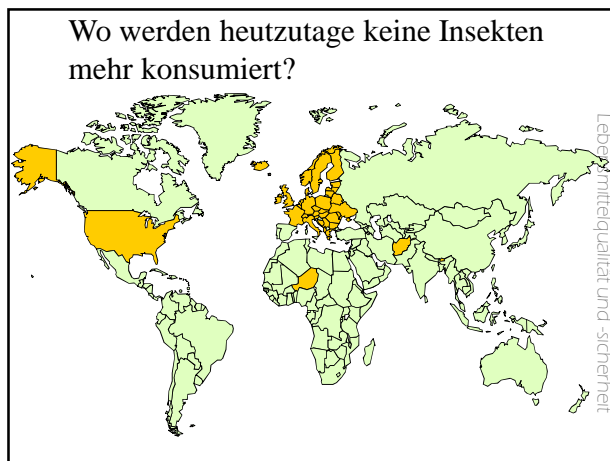 Wo werden heutzutage keine Insekten
mehr konsumiert?
Lebensmittelqualität und -sicherheit